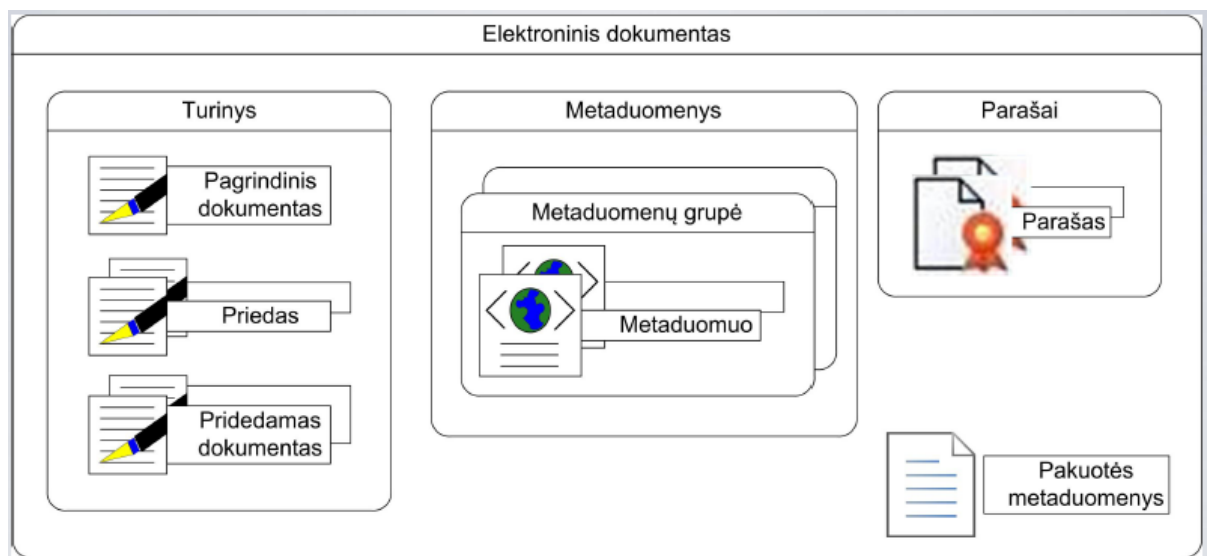 Elektroninis dokumentas
Turinys
Pagrindinis
dokumentas
Priedas
Pridedamas
dokumentas
Metaduomenys
Metaduomenų grupė
Metaduomuo
Parašai
Parašas
Pakuotės
metaduomenys